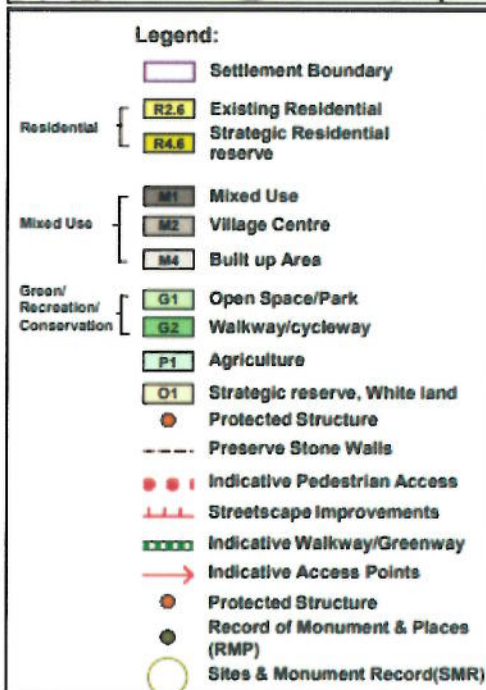 Legend:
Settlement Boundary
Residential
R2.6 Existing Residential
R4.6 Strategic Residential
reserve
Mixed Use
M1 Mixed Use
M2 Village Centre
M4 Built up Area
Green/
Recreation/
Conservation
G1 Open Space/Park
G2 Walkway/cycleway
P1 Agriculture
O1 Strategic reserve, White land
Protected Structure
Preserve Stone Walls
Indicative Pedestrian Access
Streetscape Improvements
Indicative Walkway/Greenway
Indicative Access Points
Protected Structure
Record of Monument & Places
(RMP)
Sites & Monument Record(SMR)